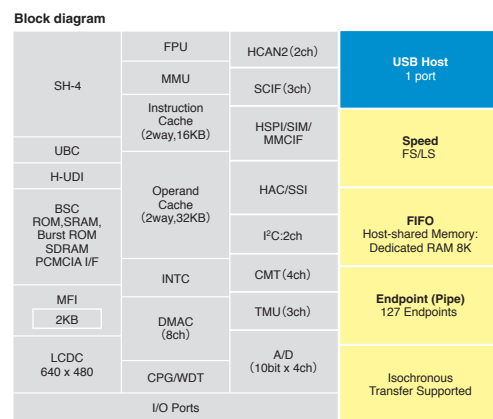 Block diagram
SH-4
UBC
H-UDI
BSC
ROM,SRAM,
Burst ROM
SDRAM
PCMCIA I/F
MFI
2KB
LCDC
640 x 480
FPU
MMU
Instruction
Cache
(2way,16KB)
Operand
Cache
(2way,32KB)
INTC
DMAC
(8ch)
CPG/WDT
HCAN2(2ch)
SCIF(3ch)
HSPI/SIM/
MMCIF
HAC/SSI
I²C:2ch
CMT(4ch)
TMU(3ch)
A/D
(10bit x 4ch)
I/O Ports
USB Host
1 port
Speed
FS/LS
FIFO
Host-shared Memory:
Dedicated RAM 8K
Endpoint (Pipe)
127 Endpoints
Isochronous
Transfer Supported